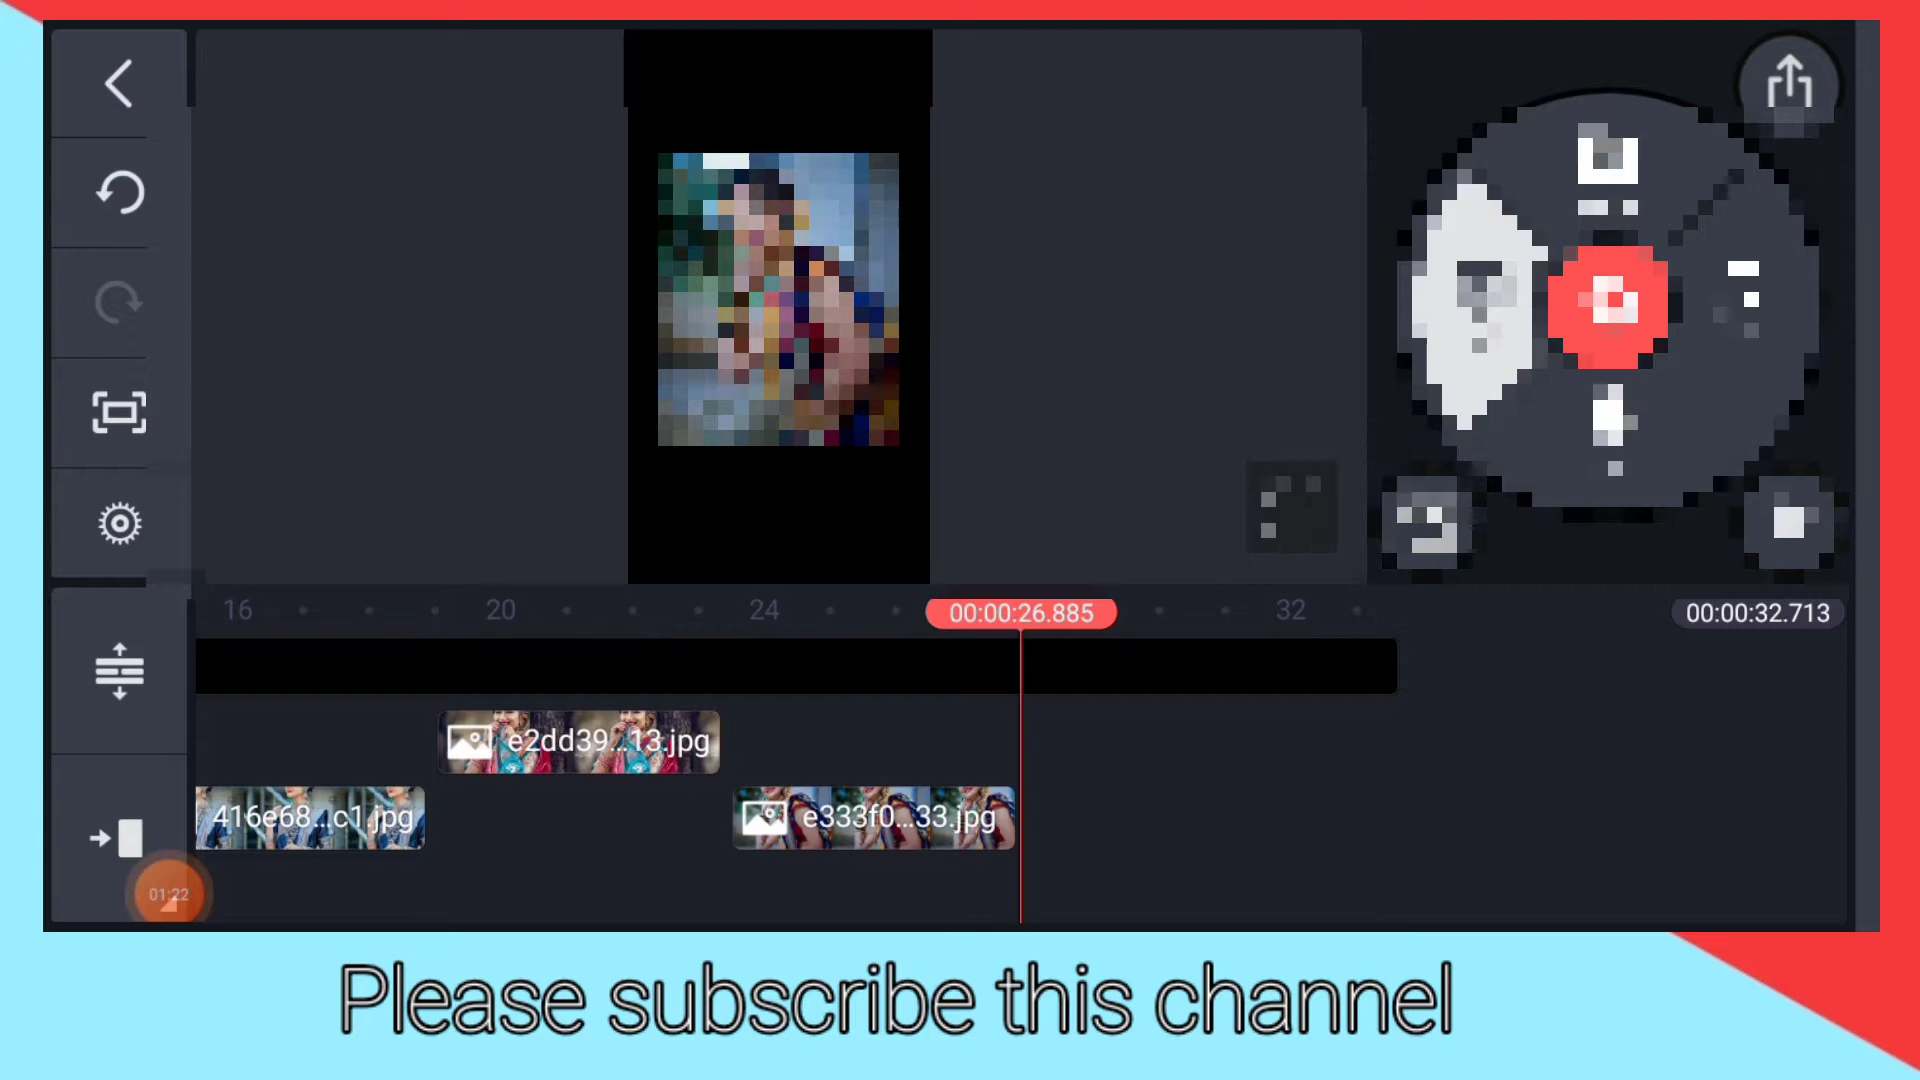 16
20
24
00:00:26.885
32
00:00:32.713
e2dd39...13.jpg
416e68...c1.jpg
e333f0...33.jpg
01:22
Please subscribe this channel